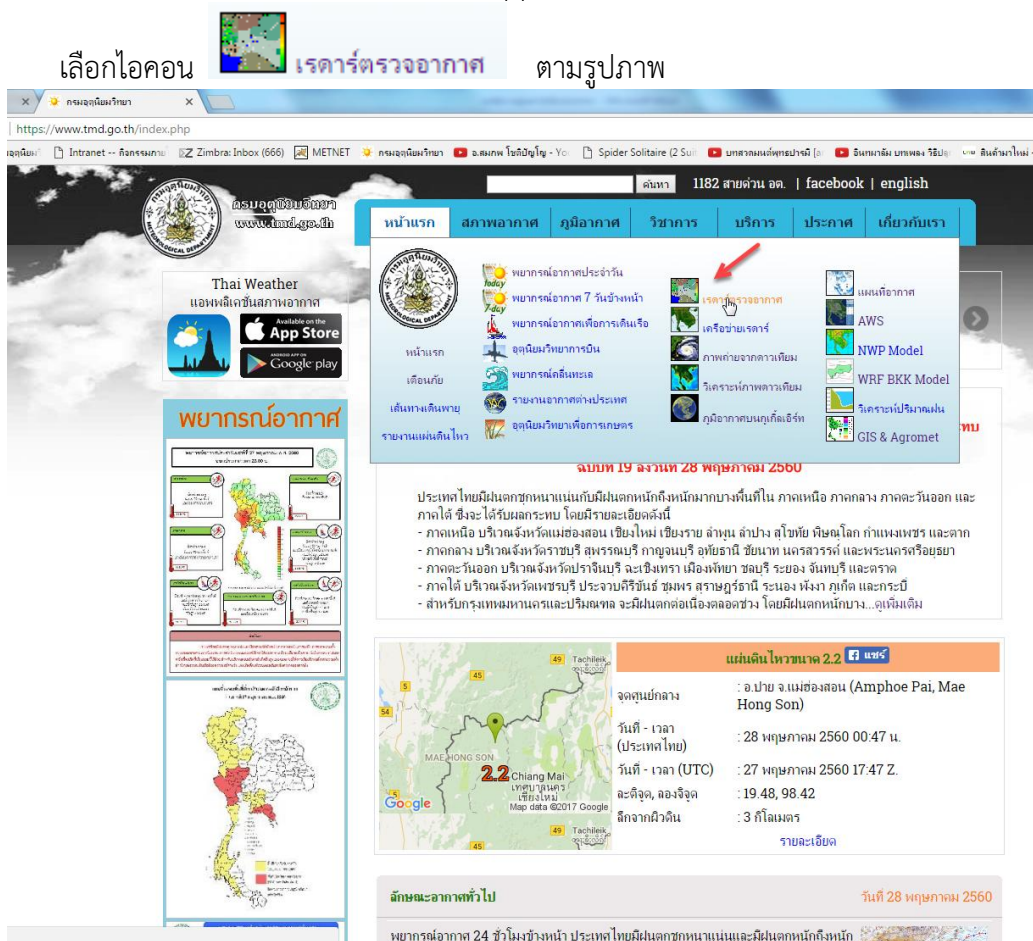 เลือกไอคอน เรดาร์ตรวจอากาศ ตามรูปภาพ
กรมอุตุนิยมวิทยา
https://www.tmd.go.th/index.php
Intranet -- กิจกรรมภาย Zimbra: Inbox (666) METNET กรมอุตุนิยมวิทยา Spider Solitaire (2 Suit
ค้นหา 1182 สายด่วน อต. | facebook | english
กรมอุตุนิยมวิทยา
www.tmd.go.th
หน้าแรก สภาพอากาศ ภูมิอากาศ วิชาการ บริการ ประกาศ เกี่ยวกับเรา
METEOROLOGICAL DEPARTMENT
Thai Weather
แอพพลิเคชันสภาพอากาศ
Available on the
App Store
ANDROID APP ON
Google play
หน้าแรก
เตือนภัย
เส้นทางเดินพายุ
รายงานแผ่นดินไหว
Today พยากรณ์อากาศประจำวัน
7-day พยากรณ์อากาศ 7 วันข้างหน้า
พยากรณ์อากาศเพื่อการเดินเรือ
อุตุนิยมวิทยาการบิน
พยากรณ์คลื่นทะเล
รายงานอากาศต่างประเทศ
อุตุนิยมวิทยาเพื่อการเกษตร
เรดาร์ตรวจอากาศ
เครือข่ายเรดาร์
ภาพถ่ายจากดาวเทียม
วิเคราะห์ภาพดาวเทียม
ภูมิอากาศบนกูเกิ้ลเอิร์ท
แผนที่อากาศ
AWS
NWP Model
WRF BKK Model
วิเคราะห์ปริมาณฝน
GIS & Agromet
พยากรณ์อากาศ
ฉบับที่ 19 ลงวันที่ 28 พฤษภาคม 2560
ประเทศไทยมีฝนตกชุกหนาแน่นกับมีฝนตกหนักถึงหนักมากบางพื้นที่ใน ภาคเหนือ ภาคกลาง ภาคตะวันออก และ
ภาคใต้ ซึ่งจะได้รับผลกระทบ โดยมีรายละเอียดดังนี้
- ภาคเหนือ บริเวณจังหวัดแม่ฮ่องสอน เชียงใหม่ เชียงราย ลำพูน ลำปาง สุโขทัย พิษณุโลก กำแพงเพชร และตาก
- ภาคกลาง บริเวณจังหวัดราชบุรี สุพรรณบุรี กาญจนบุรี อุทัยธานี ชัยนาท นครสวรรค์ และพระนครศรีอยุธยา
- ภาคตะวันออก บริเวณจังหวัดปราจีนบุรี ฉะเชิงเทรา เมืองพัทยา ชลบุรี ระยอง จันทบุรี และตราด
- ภาคใต้ บริเวณจังหวัดเพชรบุรี ประจวบคีรีขันธ์ ชุมพร สุราษฎร์ธานี ระนอง พังงา ภูเก็ต และกระบี่
- สำหรับกรุงเทพมหานครและปริมณฑล จะมีฝนตกต่อเนื่องตลอดช่วง โดยมีฝนตกหนักบาง...ดูเพิ่มเติม
49 Tachileik
45
5
54
MAE HONG SON
2.2
Chiang Mai
เทศบาลนคร
เชียงใหม่
Google Map data ©2017 Google
49 Tachileik
45
แผ่นดินไหวขนาด 2.2 แชร์
จุดศูนย์กลาง : อ.ปาย จ.แม่ฮ่องสอน (Amphoe Pai, Mae Hong Son)
วันที่ - เวลา (ประเทศไทย) : 28 พฤษภาคม 2560 00:47 น.
วันที่ - เวลา (UTC) : 27 พฤษภาคม 2560 17:47 Z.
ละติจูด, ลองจิจูด : 19.48, 98.42
ลึกจากผิวดิน : 3 กิโลเมตร
รายละเอียด
ลักษณะอากาศทั่วไป วันที่ 28 พฤษภาคม 2560
พยากรณ์อากาศ 24 ชั่วโมงข้างหน้า ประเทศไทยมีฝนตกชุกหนาแน่นและมีฝนตกหนักถึงหนัก